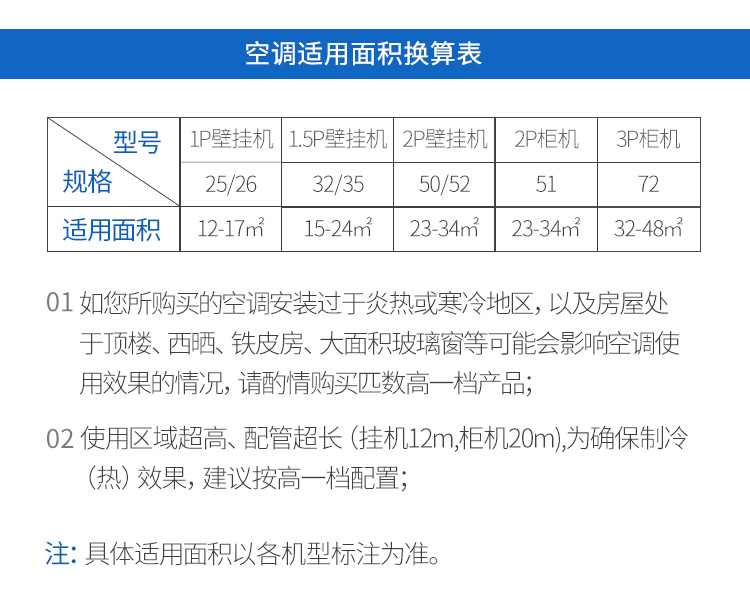 空调适用面积换算表
型号 1P壁挂机 1.5P壁挂机 2P壁挂机 2P柜机 3P柜机
规格 25/26 32/35 50/52 51 72
适用面积 12-17㎡ 15-24㎡ 23-34㎡ 23-34㎡ 32-48㎡
01 如您所购买的空调安装过于炎热或寒冷地区，以及房屋处
于顶楼、西晒、铁皮房、大面积玻璃窗等可能会影响空调使
用效果的情况，请酌情购买匹数高一档产品；
02 使用区域超高、配管超长（挂机12m,柜机20m),为确保制冷
（热）效果，建议按高一档配置；
注：具体适用面积以各机型标注为准。